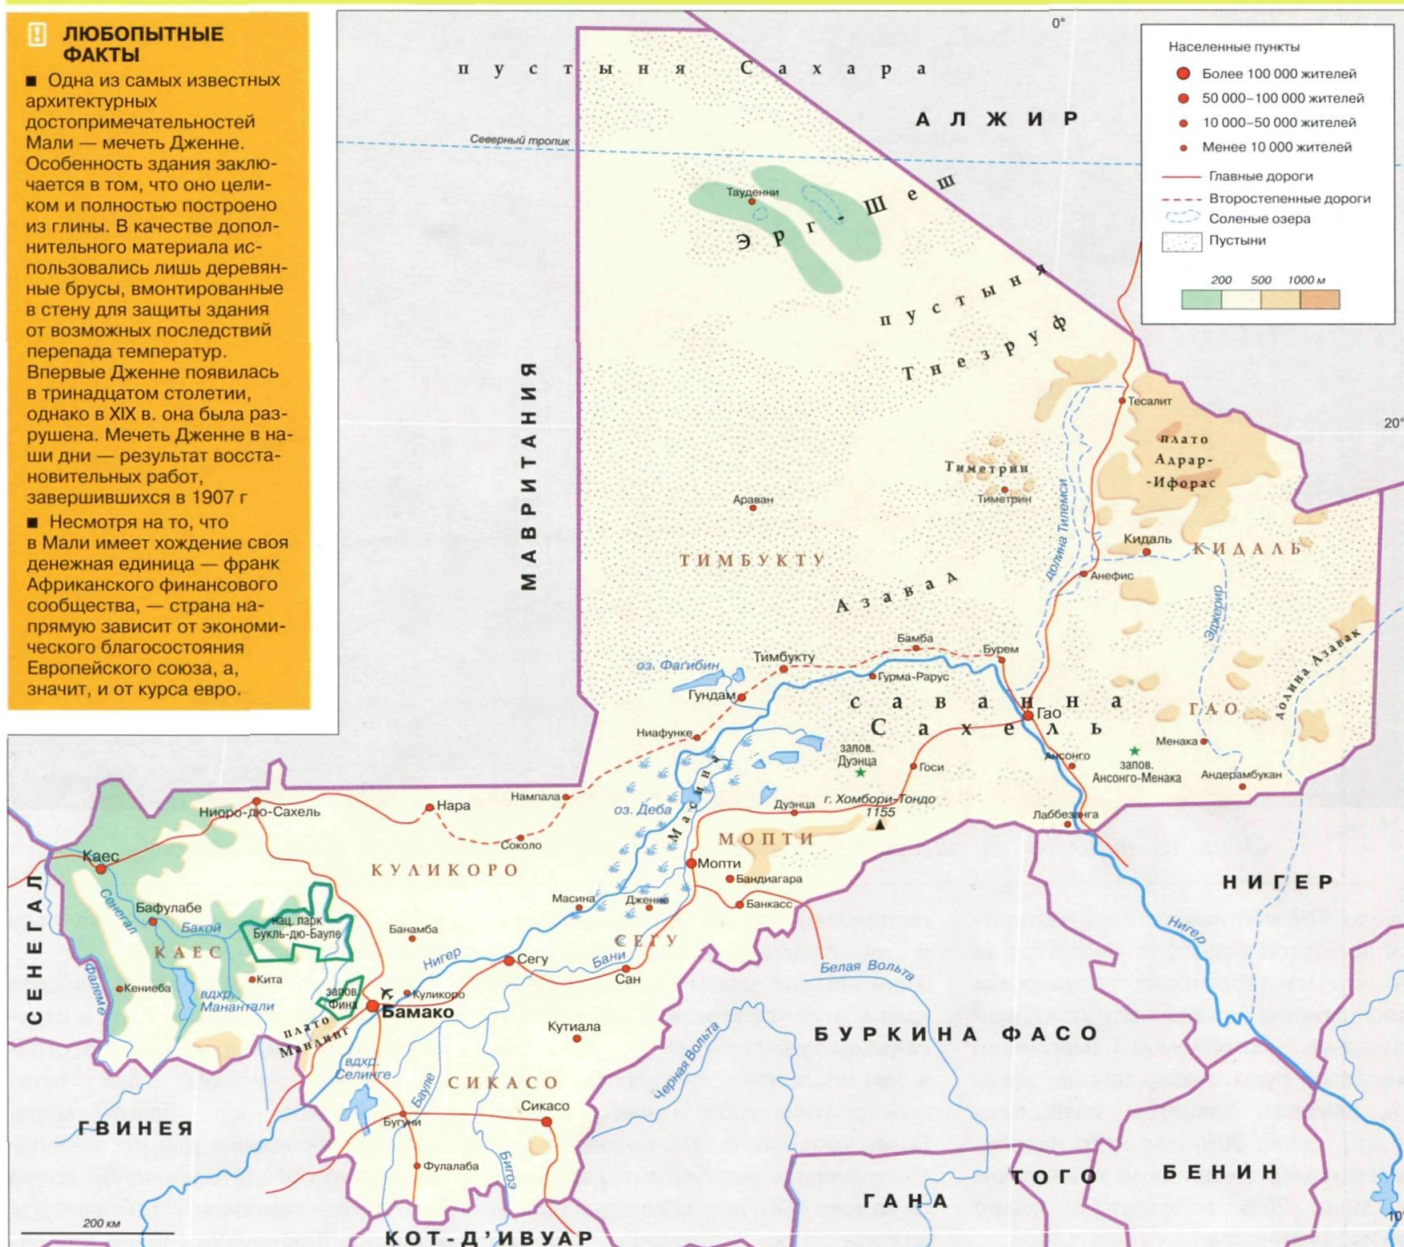 ЛЮБОПЫТНЫЕ
ФАКТЫ
■ Одна из самых известных
архитектурных
достопримечательностей
Мали — мечеть Дженне.
Особенность здания заклю-
чается в том, что оно цели-
ком и полностью построено
из глины. В качестве допол-
нительного материала ис-
пользовались лишь деревян-
ные брусы, вмонтированные
в стену для защиты здания
от возможных последствий
перепада температур.
Впервые Дженне появилась
в тринадцатом столетии,
однако в XIX в. она была раз-
рушена. Мечеть Дженне в на-
ши дни — результат восста-
новительных работ,
завершившихся в 1907 г
■ Несмотря на то, что
в Мали имеет хождение своя
денежная единица — франк
Африканского финансового
сообщества, — страна на-
прямую зависит от экономи-
ческого благосостояния
Европейского союза, а,
значит, и от курса евро.
0°
Населенные пункты
Более 100 000 жителей
50 000–100 000 жителей
10 000–50 000 жителей
Менее 10 000 жителей
Главные дороги
Второстепенные дороги
Соленые озера
Пустыни
200 500 1000 м
пустыня Сахара
АЛЖИР
Северный тропик
Тауденни
Эрг-Шеш
пустыня
Тнезруф
МАВРИТАНИЯ
Тесалит
20°
плато
Адрар-
-Ифорас
Тиметрин
Тиметрин
Араван
долина Тилемси
Кидаль
КИДАЛЬ
ТИМБУКТУ
Анефис
Азавад
Эджерир
долина Азавак
Бамба
Бурем
Тимбукту
оз. Фагибин
Гундам
Гурма-Рарус
саванна
Сахель
Гао
ГАО
Ниафунке
запов.
Дуэнца
Госи
Ансонго
запов.
Ансонго-Менака
Менака
Андерамбукан
Нампала
Соколо
Нара
Ниоро-дю-Сахель
оз. Деба
Масина
Дуэнца
г. Хомбори-Тондо
1155
Лаббезанга
МОПТИ
Мопти
Бандиагара
Банкасс
Каес
КУЛИКОРО
НИГЕР
СЕНЕГАЛ
Сенегал
Бафулабе
Бакой
нац. парк
Букль-дю-Бауле
КАЕС
Масина
Дженне
Банамба
СЕГУ
Нигер
Сегу
Бани
Сан
Нигер
Фалеме
Кениеба
вдхр.
Манантали
Кита
запов.
Фина
Куликоро
Бамако
плато
Мандинг
Белая Вольта
БУРКИНА ФАСО
Кутиала
Черная Вольта
вдхр.
Селинге
Бауле
СИКАСО
Сикасо
Бугуни
Фулалаба
Бигоэ
ГВИНЕЯ
ГАНА
ТОГО
БЕНИН
200 км
КОТ-Д'ИВУАР
10°